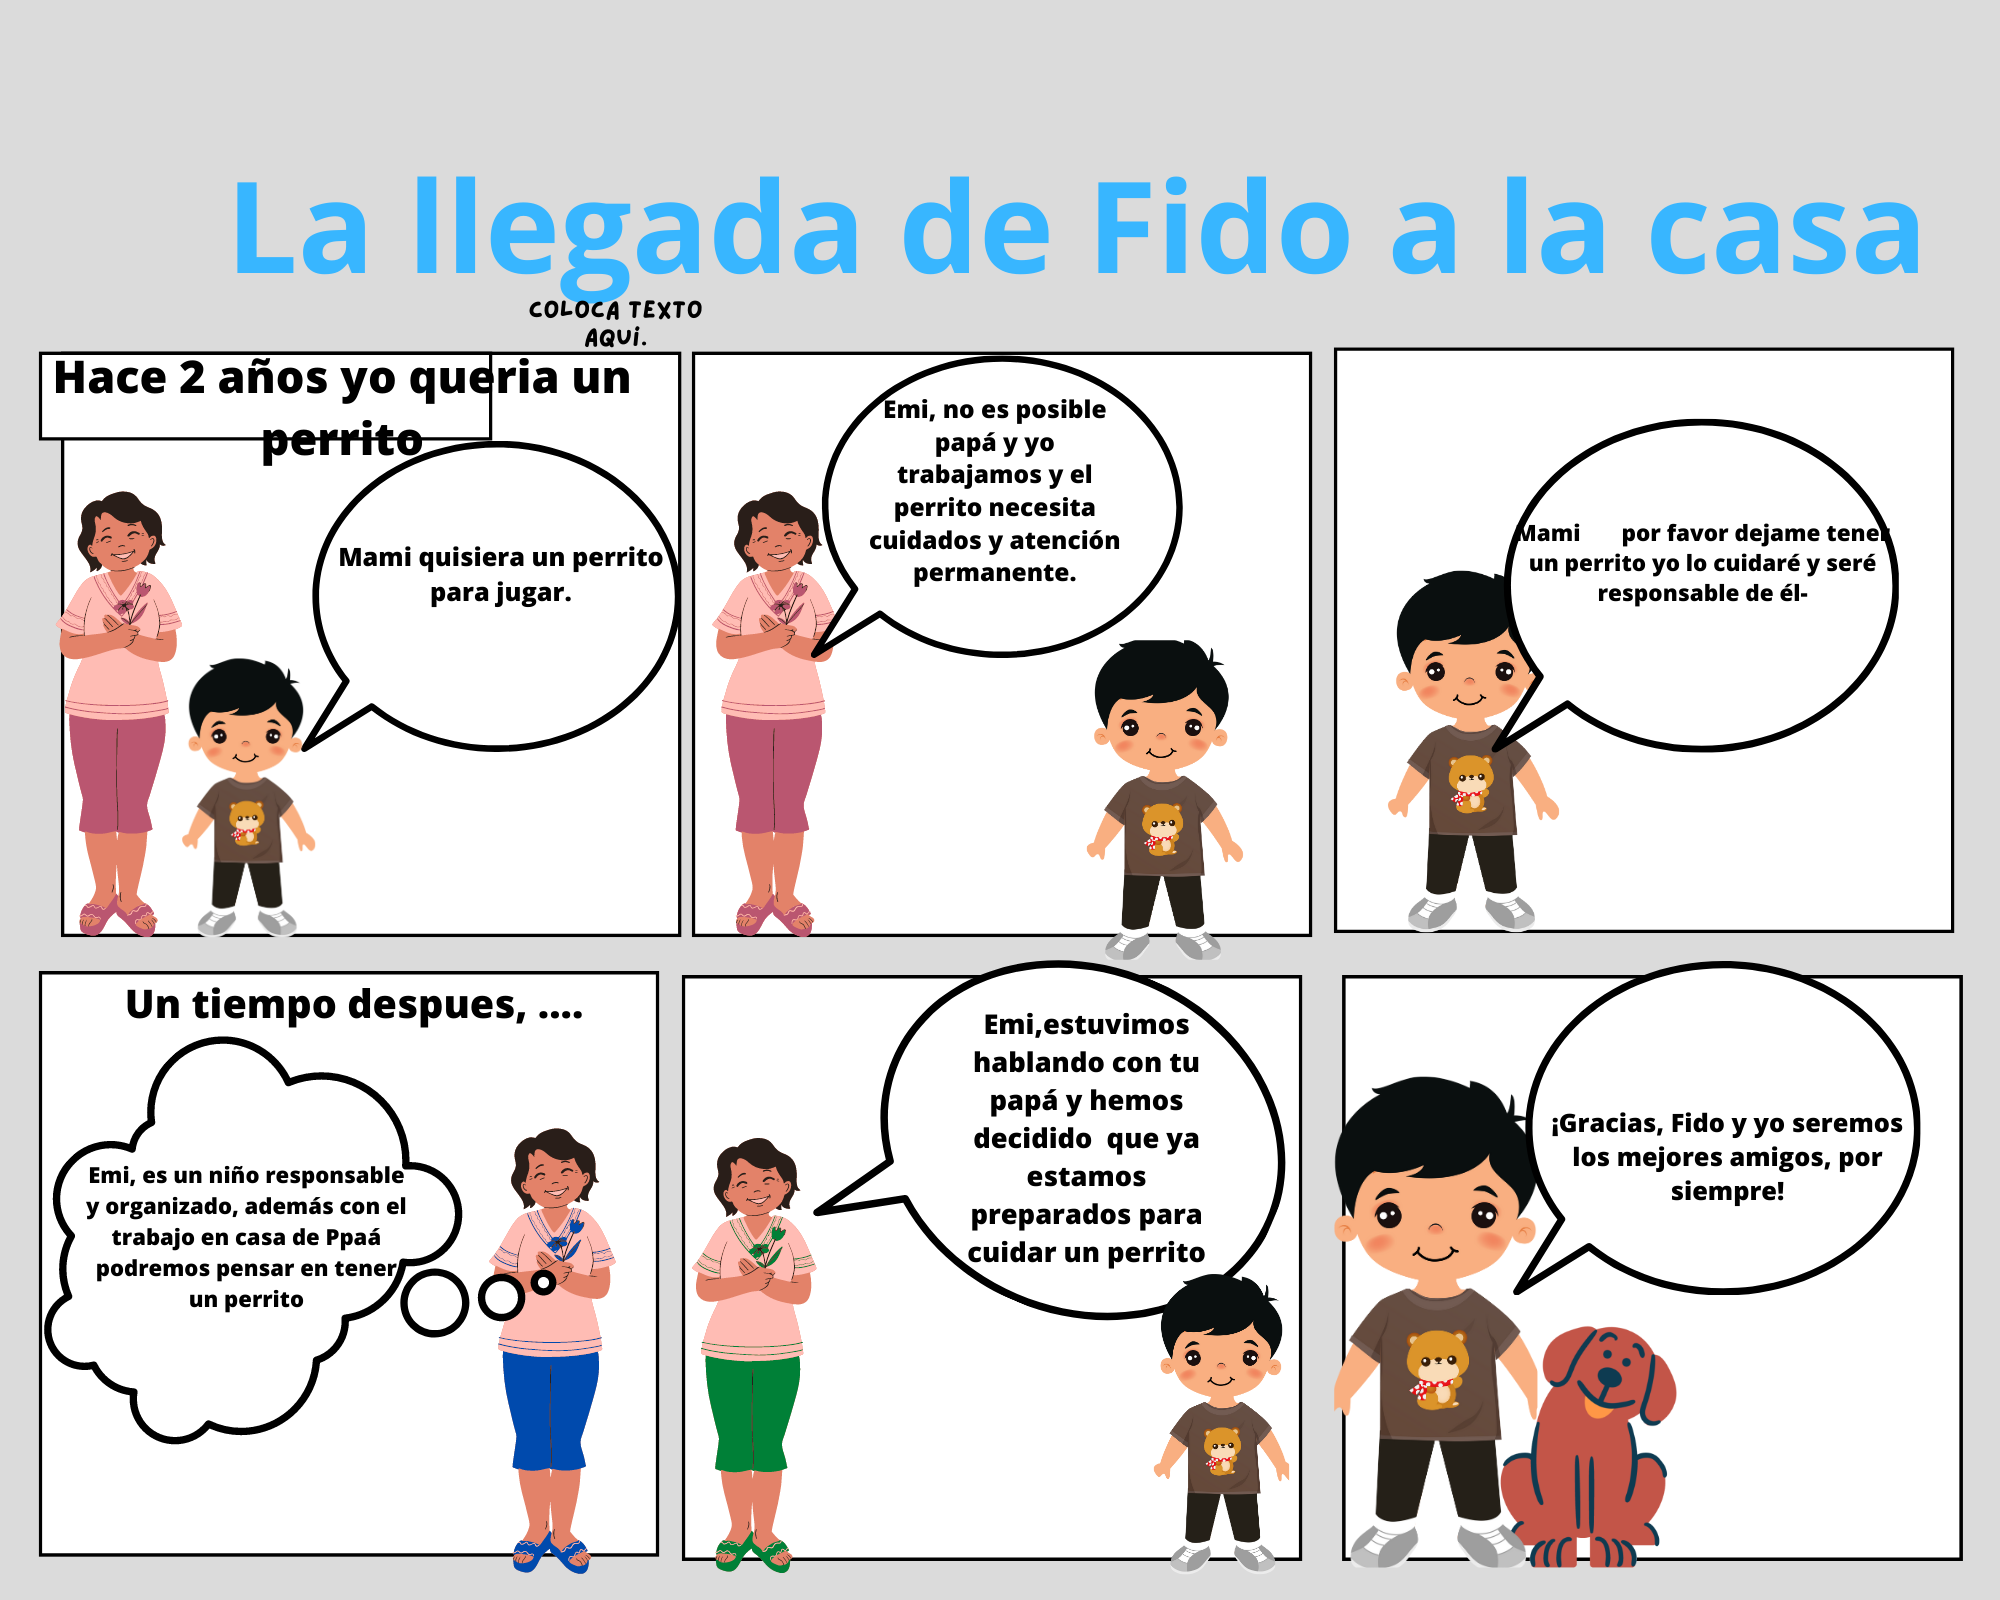 La llegada de Fido a la casa
COLOCA TEXTO
AQUÍ.
Hace 2 años yo queria un
perrito
Mami quisiera un perrito
para jugar.
Emi, no es posible
papá y yo
trabajamos y el
perrito necesita
cuidados y atención
permanente.
Mami por favor dejame tener
un perrito yo lo cuidaré y seré
responsable de él-
Un tiempo despues, ....
Emi, es un niño responsable
y organizado, además con el
trabajo en casa de Ppaá
podremos pensar en tener
un perrito
Emi,estuvimos
hablando con tu
papá y hemos
decidido que ya
estamos
preparados para
cuidar un perrito
¡Gracias, Fido y yo seremos
los mejores amigos, por
siempre!